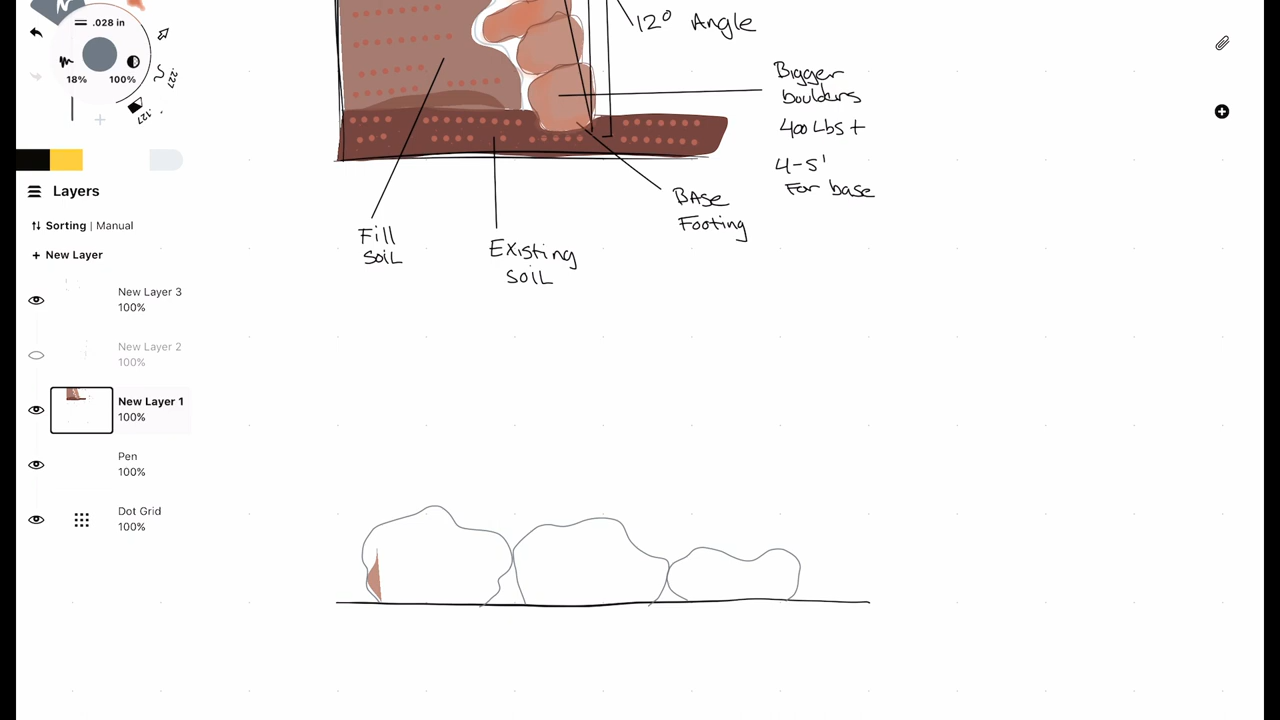 .028 in
18%
100%
.227
.127
Layers
Sorting | Manual
+ New Layer
New Layer 3
100%
New Layer 2
100%
New Layer 1
100%
Pen
100%
Dot Grid
100%
12° Angle
Bigger
boulders
400 Lbs +
4-5'
For base
BASe
Footing
Fill
SoiL
Existing
SoiL